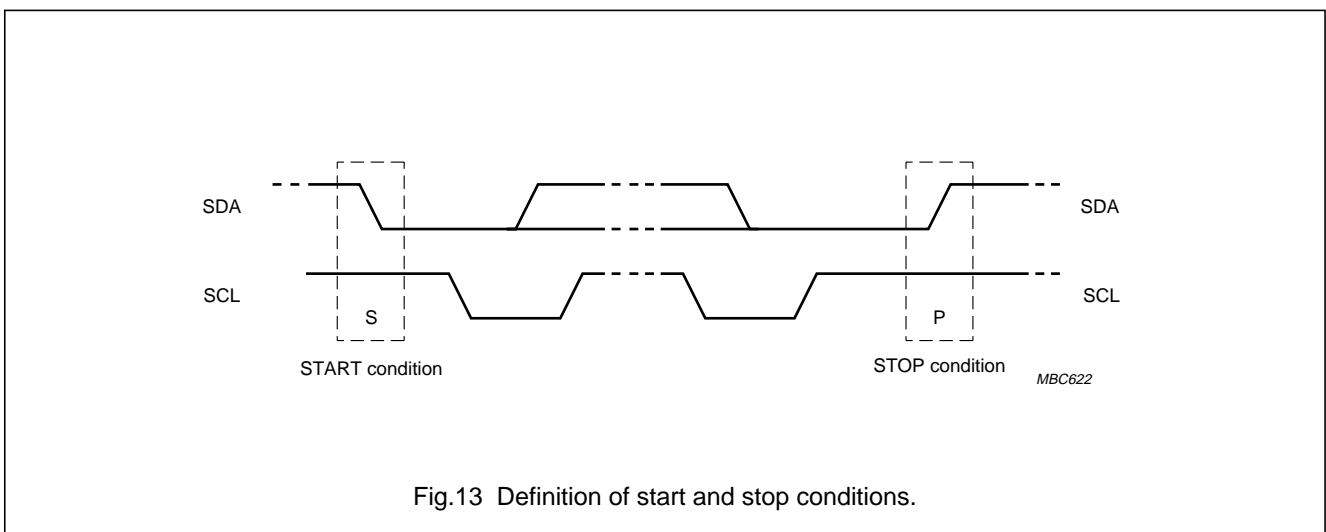 SDA
SDA
SCL
SCL
S
P
START condition
STOP condition
MBC622
Fig.13 Definition of start and stop conditions.